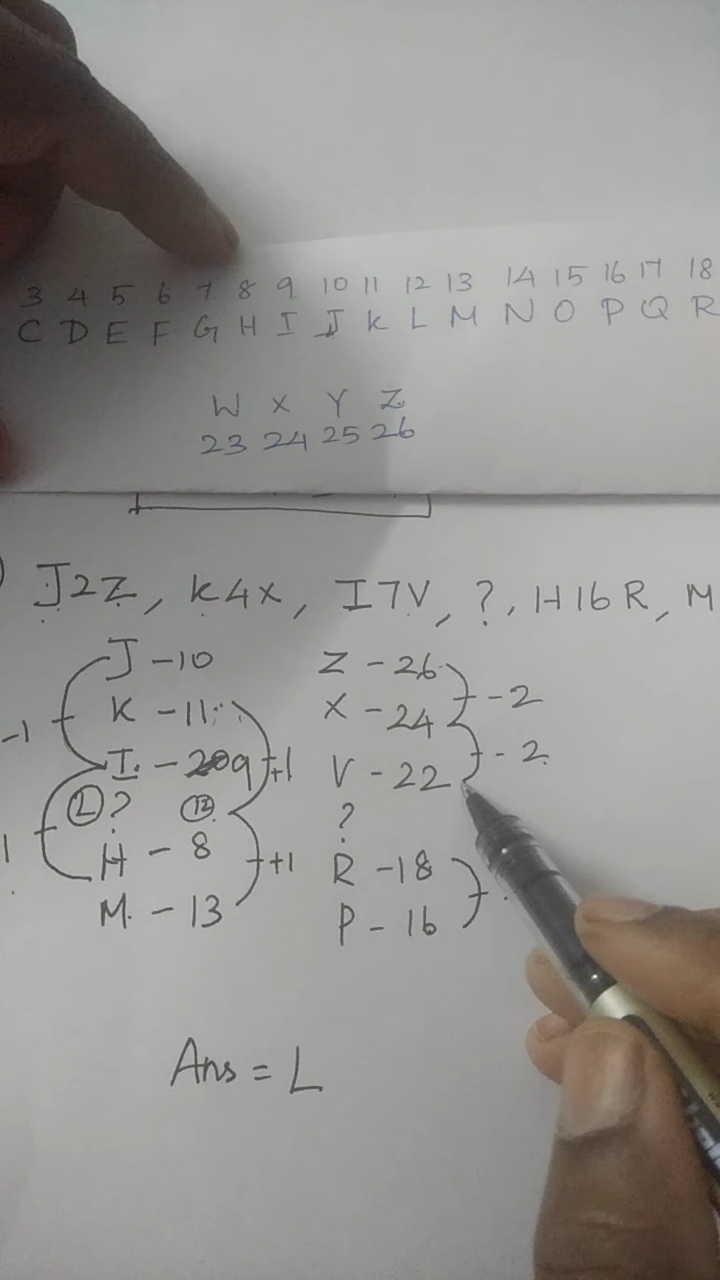 3 4 5 6 7 8 9 10 11 12 13 14 15 16 17 18
C D E F G H I J K L M N O P Q R
W X Y Z
23 24 25 26
) J2Z, K4X, I7V, ?, H16R, M
J - 10 Z - 26
K - 11 X - 24 - 2
-1 I - 9 +1 V - 22 - 2
L ? 12 ?
1 H - 8 +1 R - 18
M - 13 P - 16
Ans = L